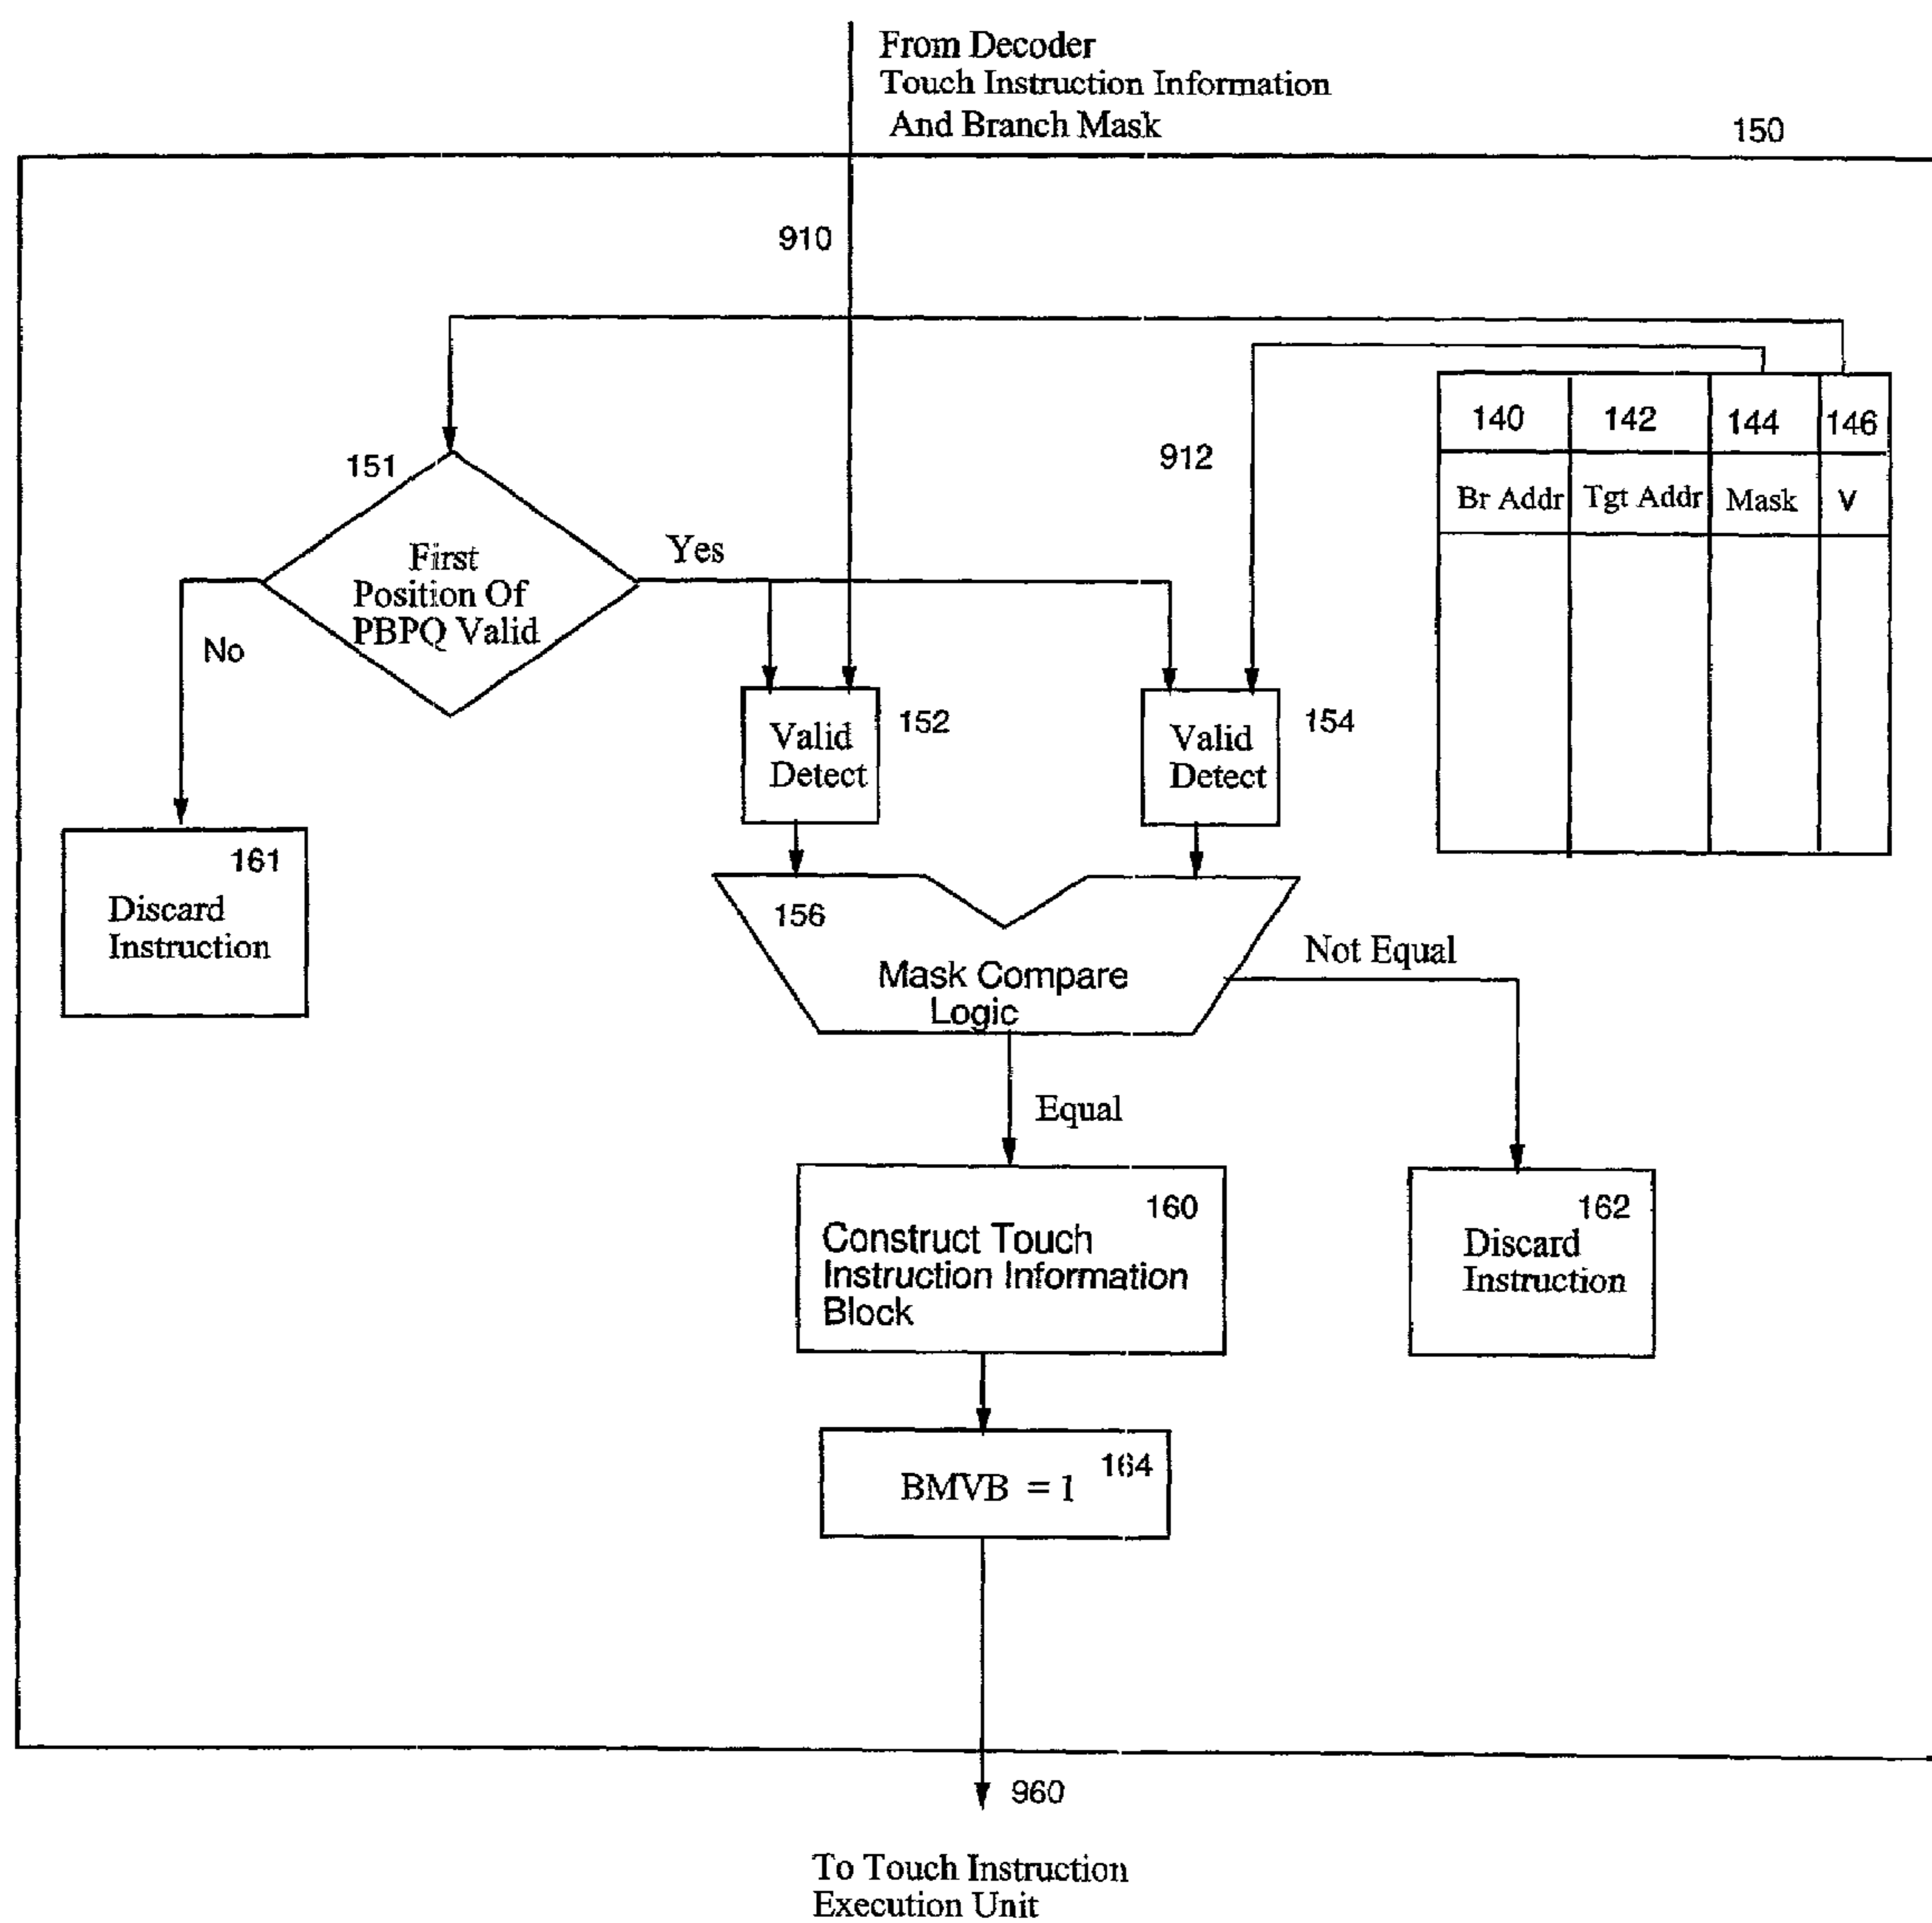 From Decoder
Touch Instruction Information
And Branch Mask
150
910
140 142 144 146
Br Addr Tgt Addr Mask V
912
151
First
Position Of
PBPQ Valid
Yes
No
Valid
Detect
152
Valid
Detect
154
161
Discard
Instruction
156
Mask Compare
Logic
Not Equal
Equal
160
Construct Touch
Instruction Information
Block
162
Discard
Instruction
164
BMVB = 1
960
To Touch Instruction
Execution Unit